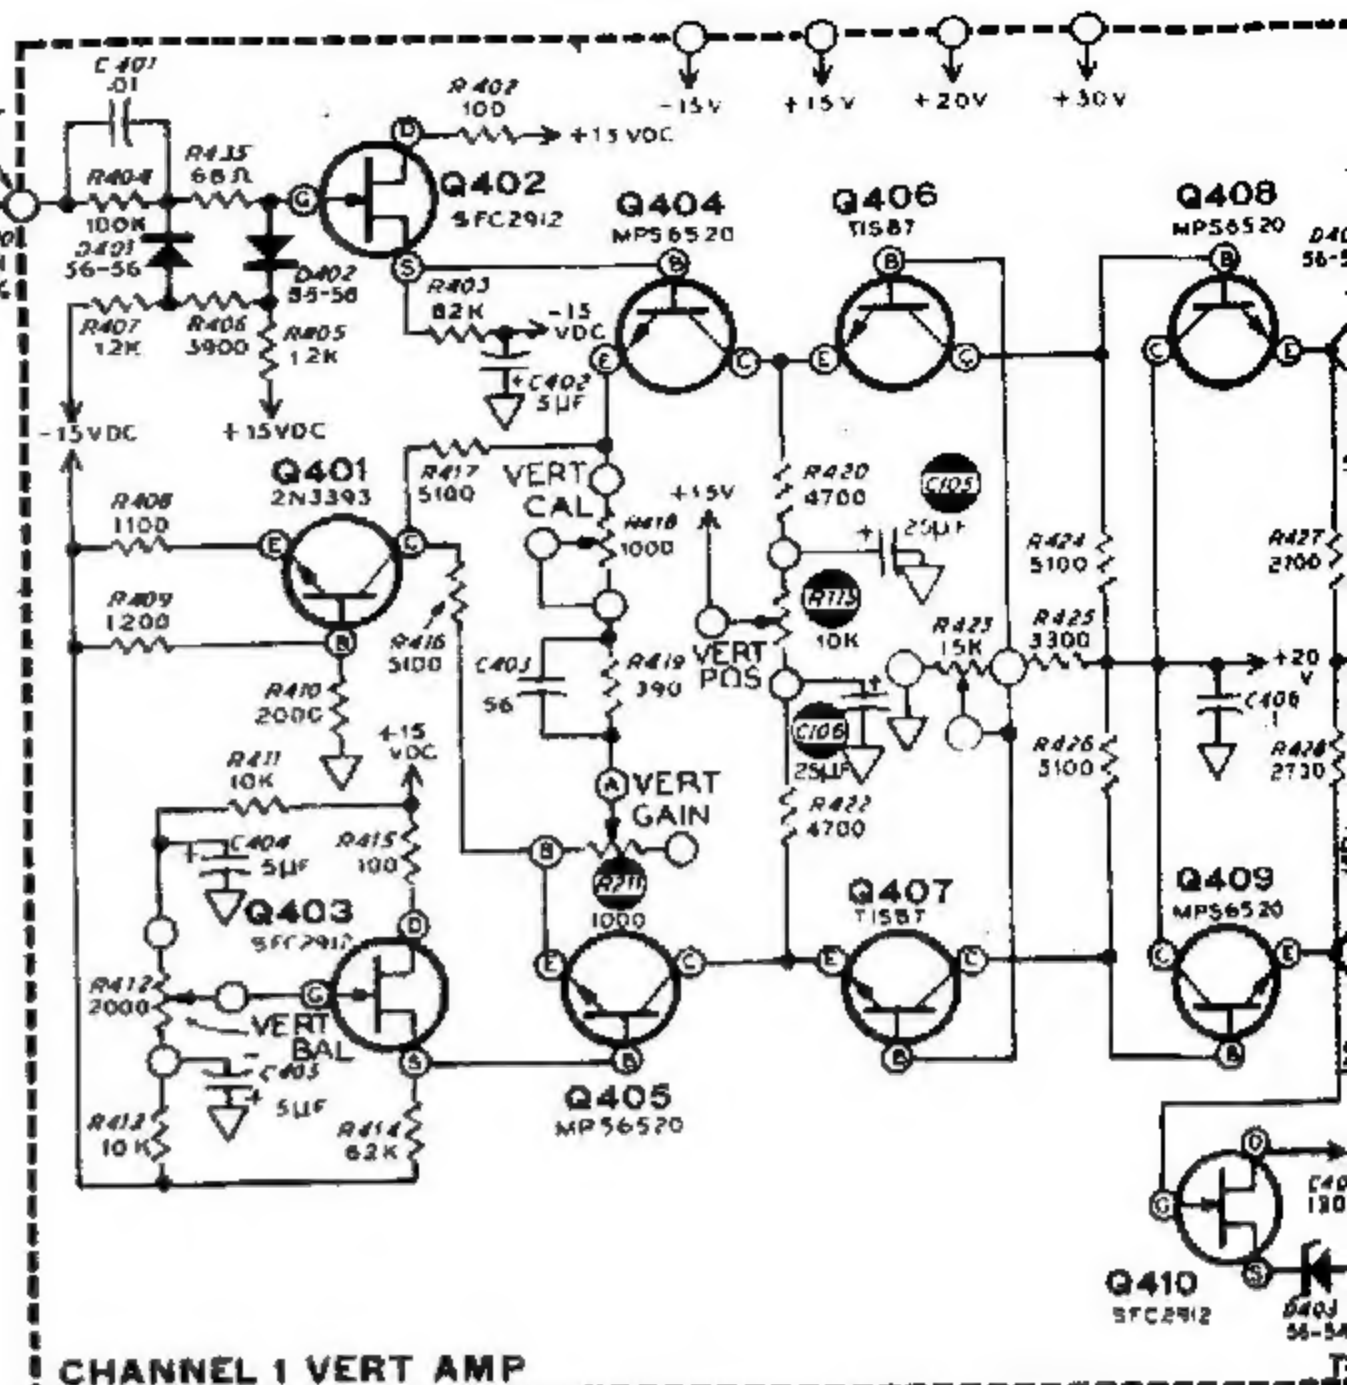 C401
.01
R402
100
-15V
+15V
+20V
+30V
+15 VDC
R435
68Ω
R404
100K
G
D
S
Q402
SFC2912
Q404
MPS6520
Q406
TIS87
Q408
MPS6520
D401
56-56
D402
56-56
R403
82K
-15
VDC
B
B
B
R407
12K
R406
3900
R405
12K
+ C402
5μF
E
C
E
C
C
E
-15 VDC
+15VDC
Q401
2N3393
R417
5100
VERT
CAL
+15V
R420
4700
C105
25μF
+
R408
1100
E
C
R418
1000
R424
5100
R427
2700
R409
1200
B
R416
5100
R115
10K
R423
15K
R425
3300
VERT
POS
R410
2000
C403
56
R419
390
+20
V
C106
25μF
+
C408
.1
+15
VDC
R411
10K
A
VERT
GAIN
R426
5100
R428
2730
C404
5μF
+
R415
100
R422
4700
B
R211
1000
Q403
SFC2912
D
Q407
TIS87
Q409
MPS6520
R412
2000
G
E
C
E
C
C
E
VERT
BAL
S
B
B
B
C405
5μF
-
+
Q405
MPS6520
R413
10K
R414
82K
D
G
S
Q410
SFC2912
D403
CHANNEL 1 VERT AMP